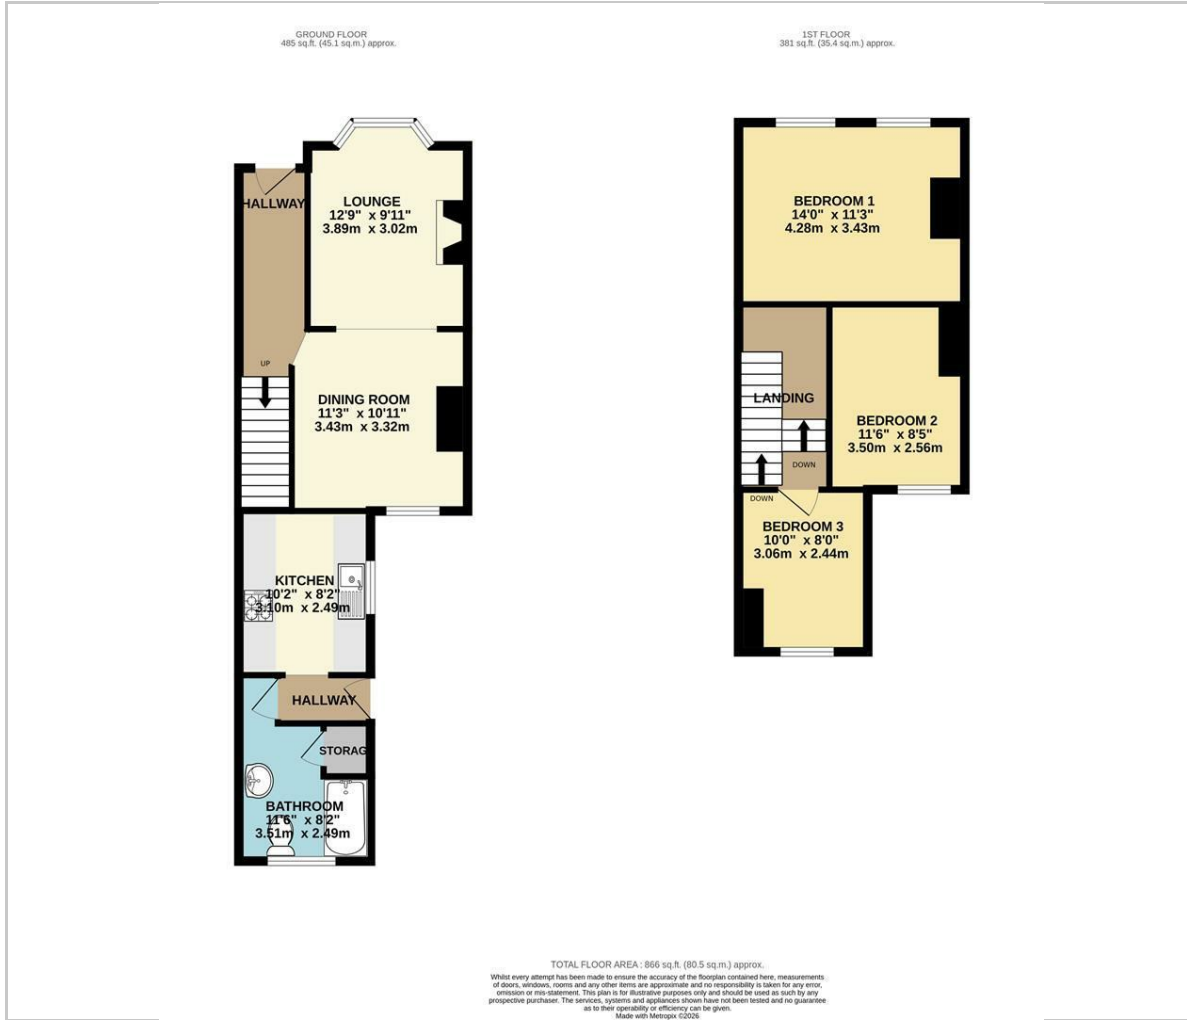 GROUND FLOOR
485 sq.ft. (45.1 sq.m.) approx.
1ST FLOOR
381 sq.ft. (35.4 sq.m.) approx.
HALLWAY
LOUNGE
12'9" x 9'11"
3.89m x 3.02m
UP
DINING ROOM
11'3" x 10'11"
3.43m x 3.32m
KITCHEN
10'2" x 8'2"
3.10m x 2.49m
HALLWAY
STORAG
BATHROOM
11'6" x 8'2"
3.51m x 2.49m
BEDROOM 1
14'0" x 11'3"
4.28m x 3.43m
LANDING
DOWN
DOWN
BEDROOM 2
11'6" x 8'5"
3.50m x 2.56m
BEDROOM 3
10'0" x 8'0"
3.06m x 2.44m
TOTAL FLOOR AREA : 866 sq.ft. (80.5 sq.m.) approx.
Whilst every attempt has been made to ensure the accuracy of the floorplan contained here, measurements
of doors, windows, rooms and any other items are approximate and no responsibility is taken for any error,
omission or mis-statement. This plan is for illustrative purposes only and should be used as such by any
prospective purchaser. The services, systems and appliances shown have not been tested and no guarantee
as to their operability or efficiency can be given.
Made with Metropix ©2026